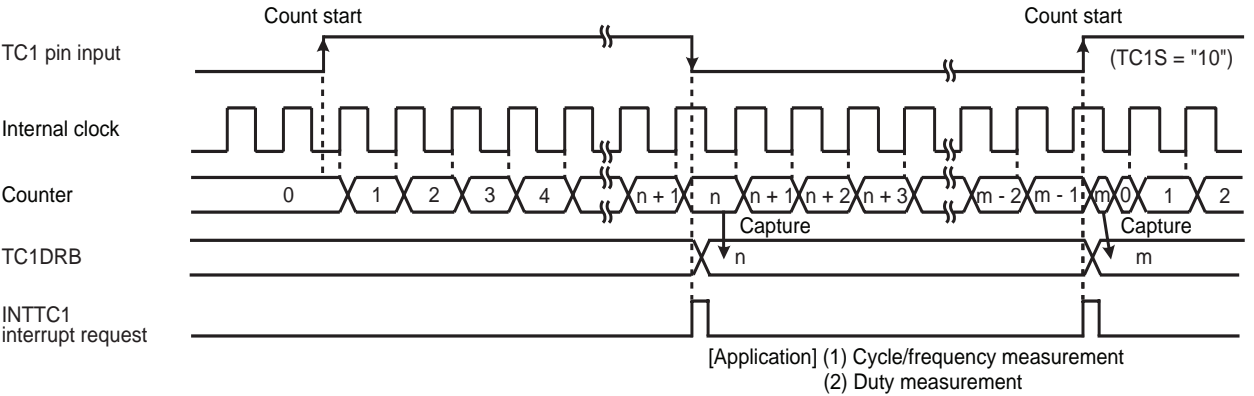 Count start Count start
TC1 pin input
(TC1S = "10")
Internal clock
Counter 0 1 2 3 4 n + 1 n n + 1 n + 2 n + 3 m - 2 m - 1 m 0 1 2
Capture Capture
TC1DRB n m
INTTC1
interrupt request
[Application] (1) Cycle/frequency measurement
(2) Duty measurement